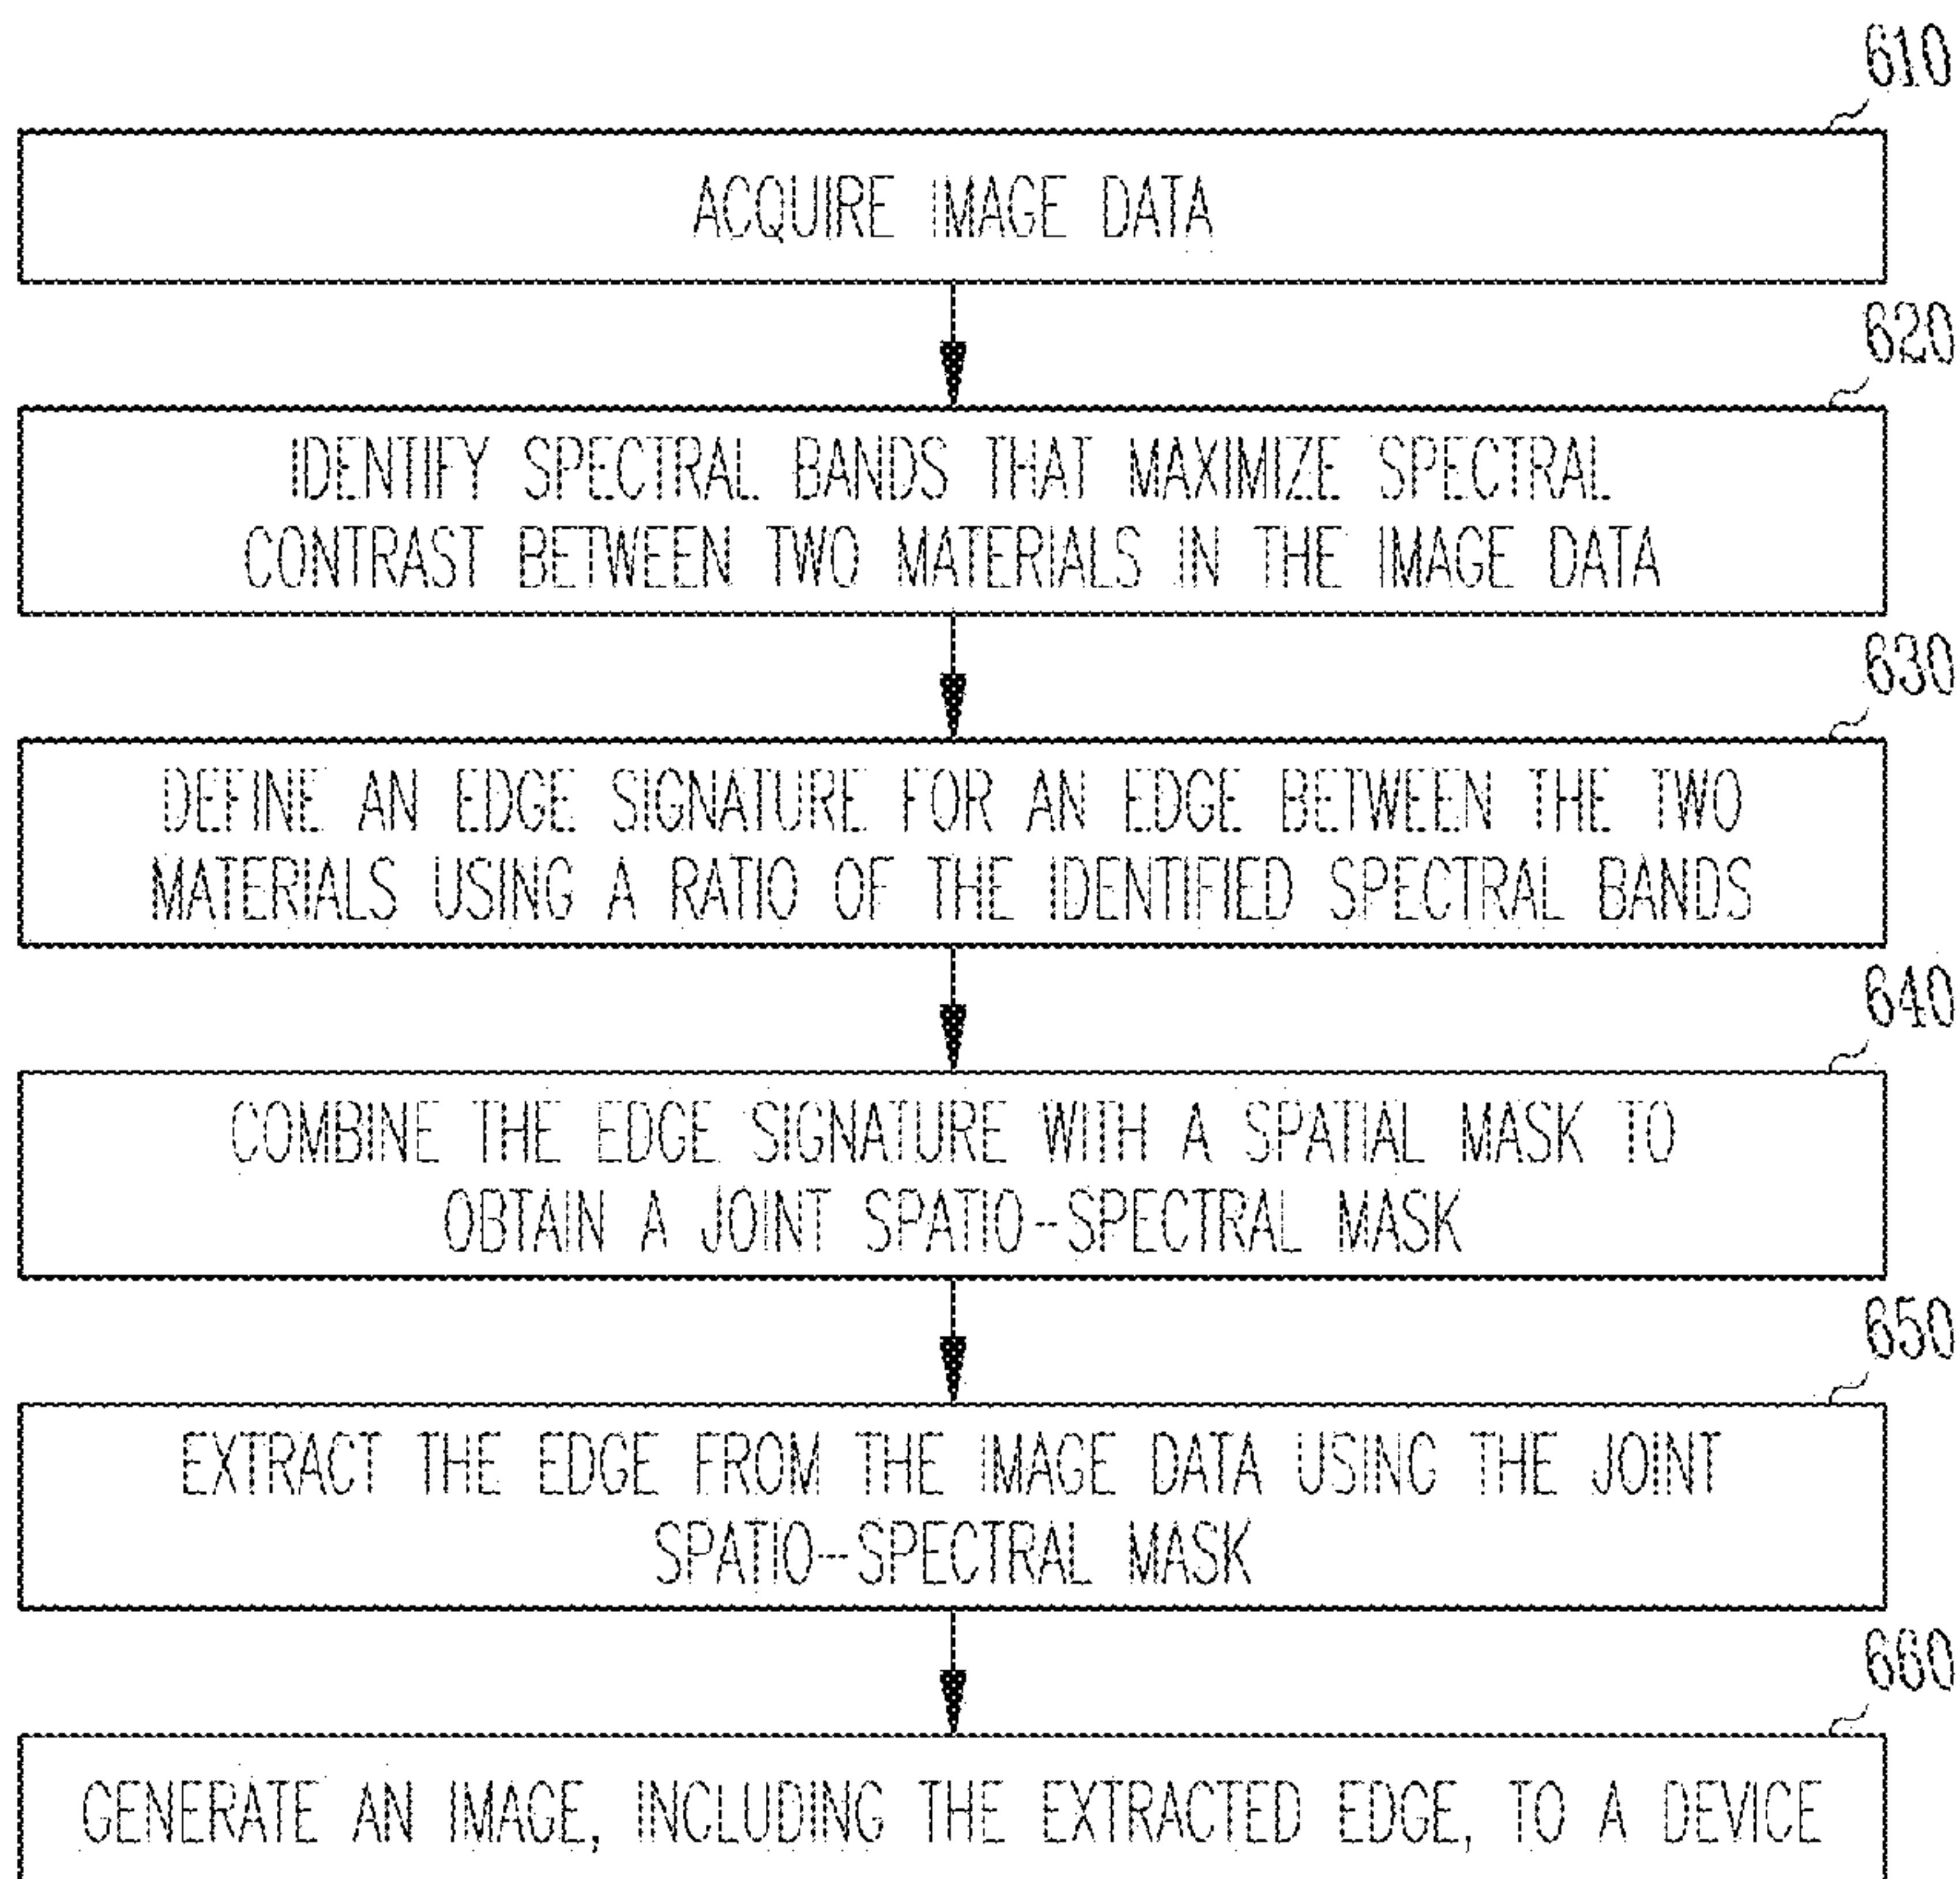 610
ACQUIRE IMAGE DATA
620
IDENTIFY SPECTRAL BANDS THAT MAXIMIZE SPECTRAL
CONTRAST BETWEEN TWO MATERIALS IN THE IMAGE DATA
630
DEFINE AN EDGE SIGNATURE FOR AN EDGE BETWEEN THE TWO
MATERIALS USING A RATIO OF THE IDENTIFIED SPECTRAL BANDS
640
COMBINE THE EDGE SIGNATURE WITH A SPATIAL MASK TO
OBTAIN A JOINT SPATIO-SPECTRAL MASK
650
EXTRACT THE EDGE FROM THE IMAGE DATA USING THE JOINT
SPATIO-SPECTRAL MASK
660
GENERATE AN IMAGE, INCLUDING THE EXTRACTED EDGE, TO A DEVICE